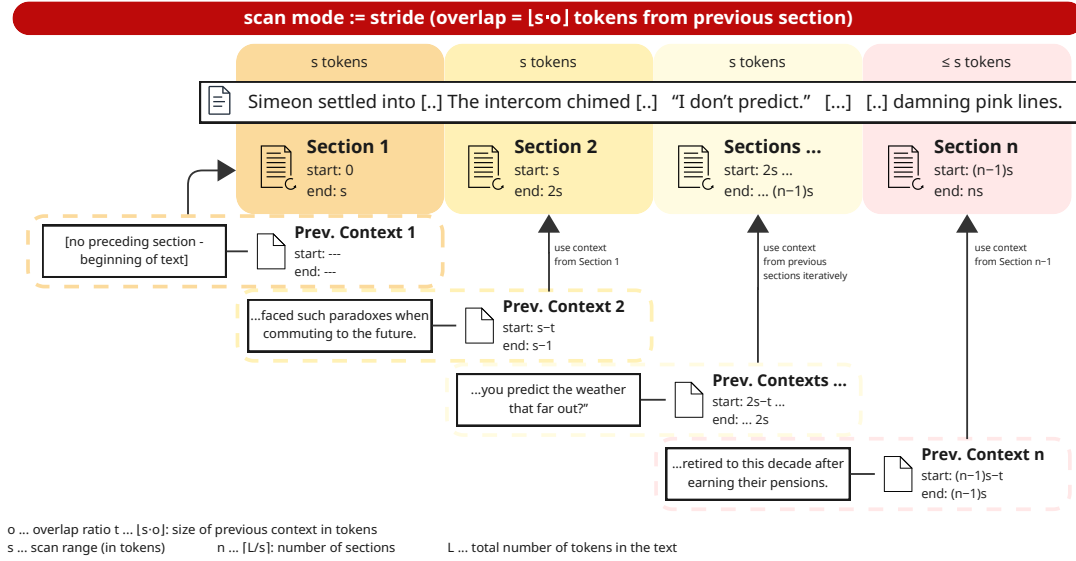 scan mode := stride (overlap = ⌊s·o⌋ tokens from previous section)
s tokens
s tokens
s tokens
≤ s tokens
Simeon settled into [..] The intercom chimed [..] “I don’t predict.” [...] [..] damning pink lines.
Section 1
start: 0
end: s
Section 2
start: s
end: 2s
Sections ...
start: 2s ...
end: ... (n−1)s
Section n
start: (n−1)s
end: ns
[no preceding section -
beginning of text]
Prev. Context 1
start: ---
end: ---
use context
from Section 1
use context
from previous
sections iteratively
use context
from Section n−1
...faced such paradoxes when
commuting to the future.
Prev. Context 2
start: s−t
end: s−1
...you predict the weather
that far out?”
Prev. Contexts ...
start: 2s−t ...
end: ... 2s
...retired to this decade after
earning their pensions.
Prev. Context n
start: (n−1)s−t
end: (n−1)s
o ... overlap ratio t ... ⌊s·o⌋: size of previous context in tokens
s ... scan range (in tokens) n ... ⌈L/s⌉: number of sections L ... total number of tokens in the text